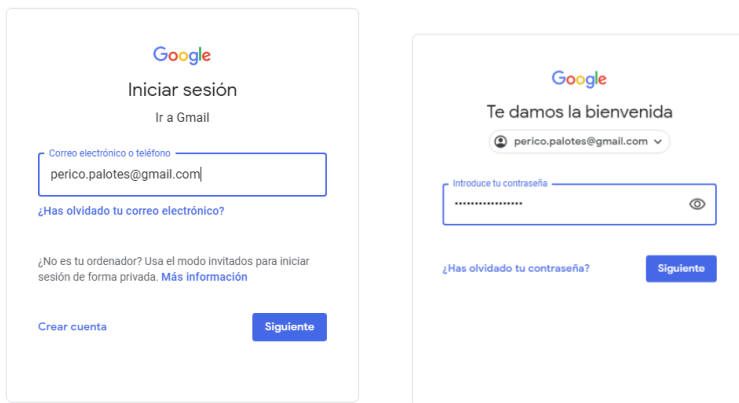 Google
Iniciar sesión
Ir a Gmail
Correo electrónico o teléfono
perico.palotes@gmail.com
¿Has olvidado tu correo electrónico?
¿No es tu ordenador? Usa el modo invitados para iniciar
sesión de forma privada. Más información
Crear cuenta
Siguiente
Google
Te damos la bienvenida
perico.palotes@gmail.com
Introduce tu contraseña
•••••••••••••••••
¿Has olvidado tu contraseña?
Siguiente